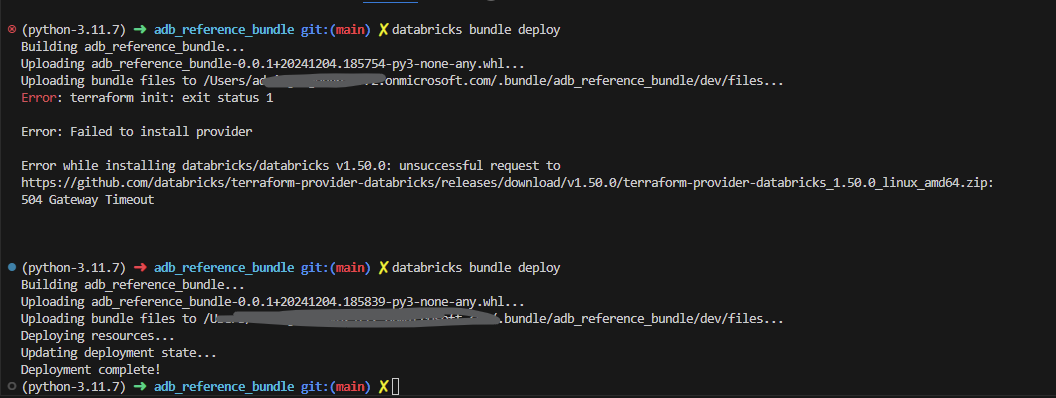 (python-3.11.7) ➜ adb_reference_bundle git:(main) ✗ databricks bundle deploy
Building adb_reference_bundle...
Uploading adb_reference_bundle-0.0.1+20241204.185754-py3-none-any.whl...
Uploading bundle files to /Users/ad onmicrosoft.com/.bundle/adb_reference_bundle/dev/files...
Error: terraform init: exit status 1
Error: Failed to install provider
Error while installing databricks/databricks v1.50.0: unsuccessful request to
https://github.com/databricks/terraform-provider-databricks/releases/download/v1.50.0/terraform-provider-databricks_1.50.0_linux_amd64.zip:
504 Gateway Timeout
(python-3.11.7) ➜ adb_reference_bundle git:(main) ✗ databricks bundle deploy
Building adb_reference_bundle...
Uploading adb_reference_bundle-0.0.1+20241204.185839-py3-none-any.whl...
Uploading bundle files to /.bundle/adb_reference_bundle/dev/files...
Deploying resources...
Updating deployment state...
Deployment complete!
(python-3.11.7) ➜ adb_reference_bundle git:(main) ✗